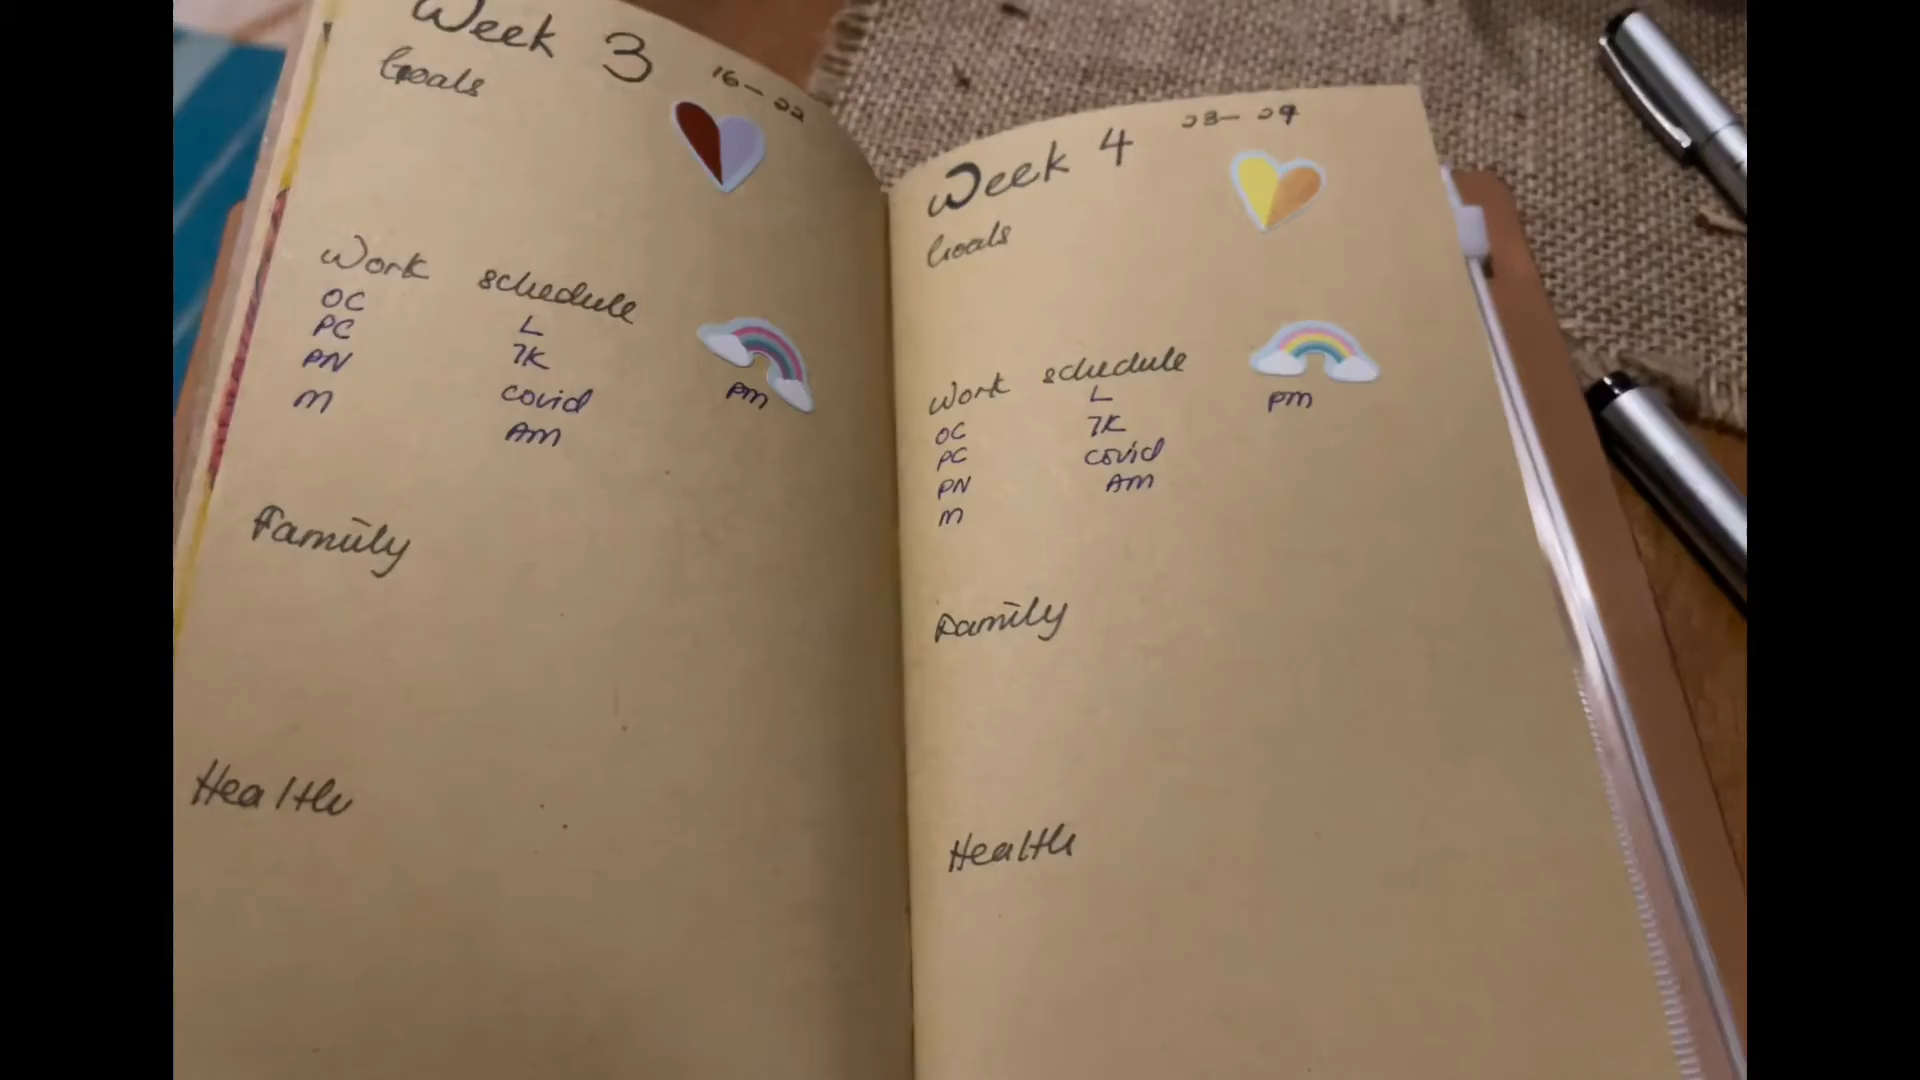 Week 3 16-22
Goals
Work schedule
OC L
PC 7K
PN covid PM
M AM
Family
Health
Week 4 23-29
Goals
Work schedule
OC L PM
PC 7K
PN covid
M AM
Family
Health